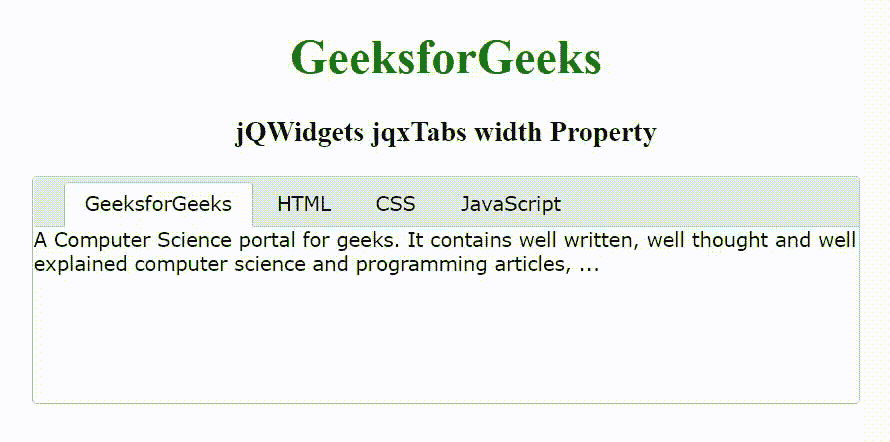 GeeksforGeeks
jQWidgets jqxTabs width Property
GeeksforGeeks HTML CSS JavaScript
A Computer Science portal for geeks. It contains well written, well thought and well
explained computer science and programming articles, ...